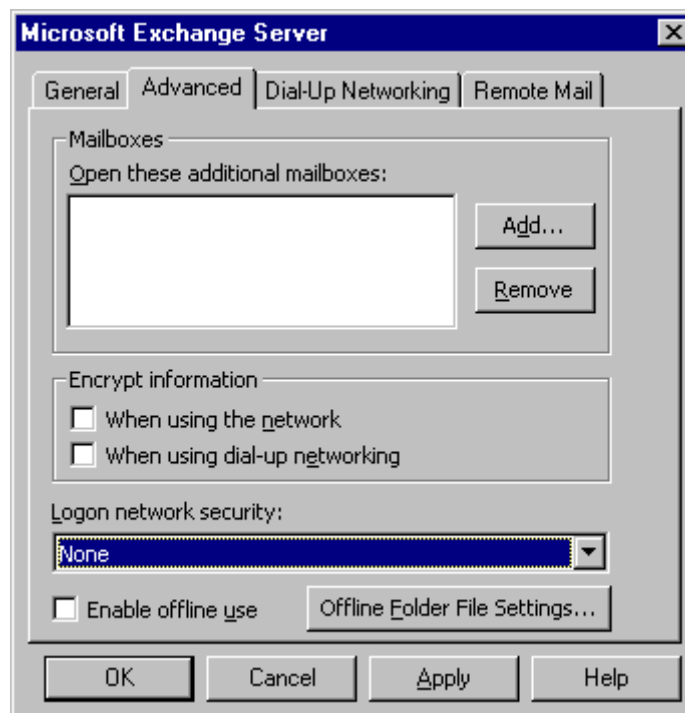 Microsoft Exchange Server
General Advanced Dial-Up Networking Remote Mail
Mailboxes
Open these additional mailboxes:
Add...
Remove
Encrypt information
When using the network
When using dial-up networking
Logon network security:
None
Enable offline use Offline Folder File Settings...
OK Cancel Apply Help